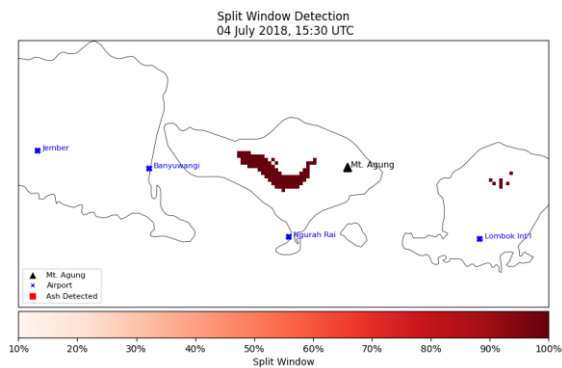 Split Window Detection
04 July 2018, 15:30 UTC
Jember
Banyuwangi
Mt. Agung
Ngurah Rai
Lombok Int'l
Mt. Agung
Airport
Ash Detected
10% 20% 30% 40% 50% 60% 70% 80% 90% 100%
Split Window